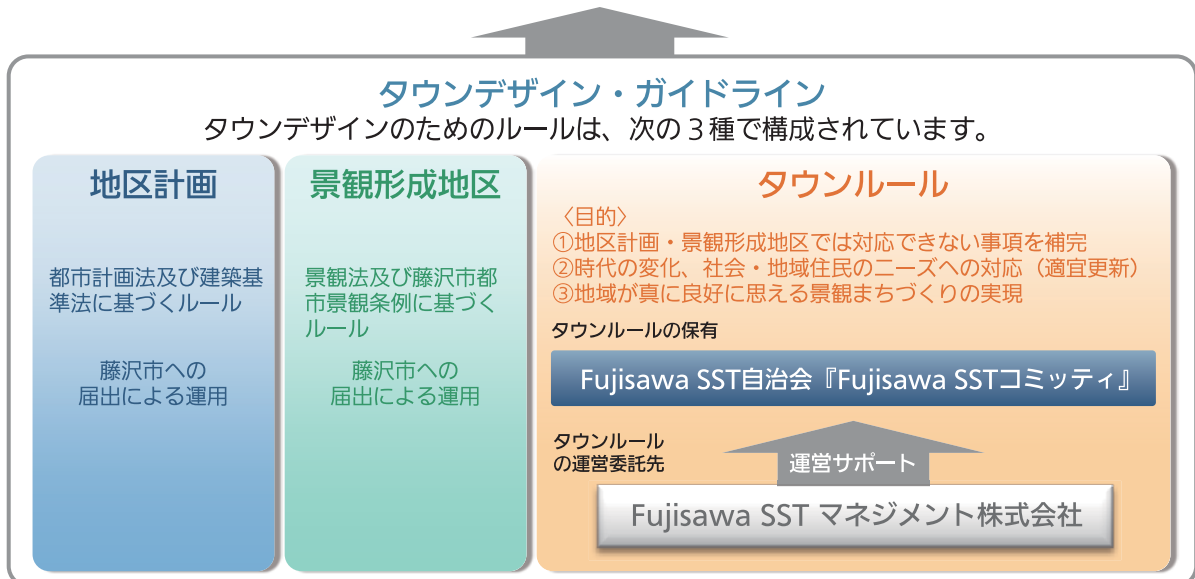 タウンデザイン・ガイドライン
タウンデザインのためのルールは、次の３種で構成されています。
地区計画
都市計画法及び建築基
準法に基づくルール
藤沢市への
届出による運用
景観形成地区
景観法及び藤沢市都
市景観条例に基づく
ルール
藤沢市への
届出による運用
タウンルール
〈目的〉
①地区計画・景観形成地区では対応できない事項を補完
②時代の変化、社会・地域住民のニーズへの対応（適宜更新）
③地域が真に良好に思える景観まちづくりの実現
タウンルールの保有
Fujisawa SST自治会『Fujisawa SSTコミッティ』
タウンルール
の運営委託先
運営サポート
Fujisawa SST マネジメント株式会社